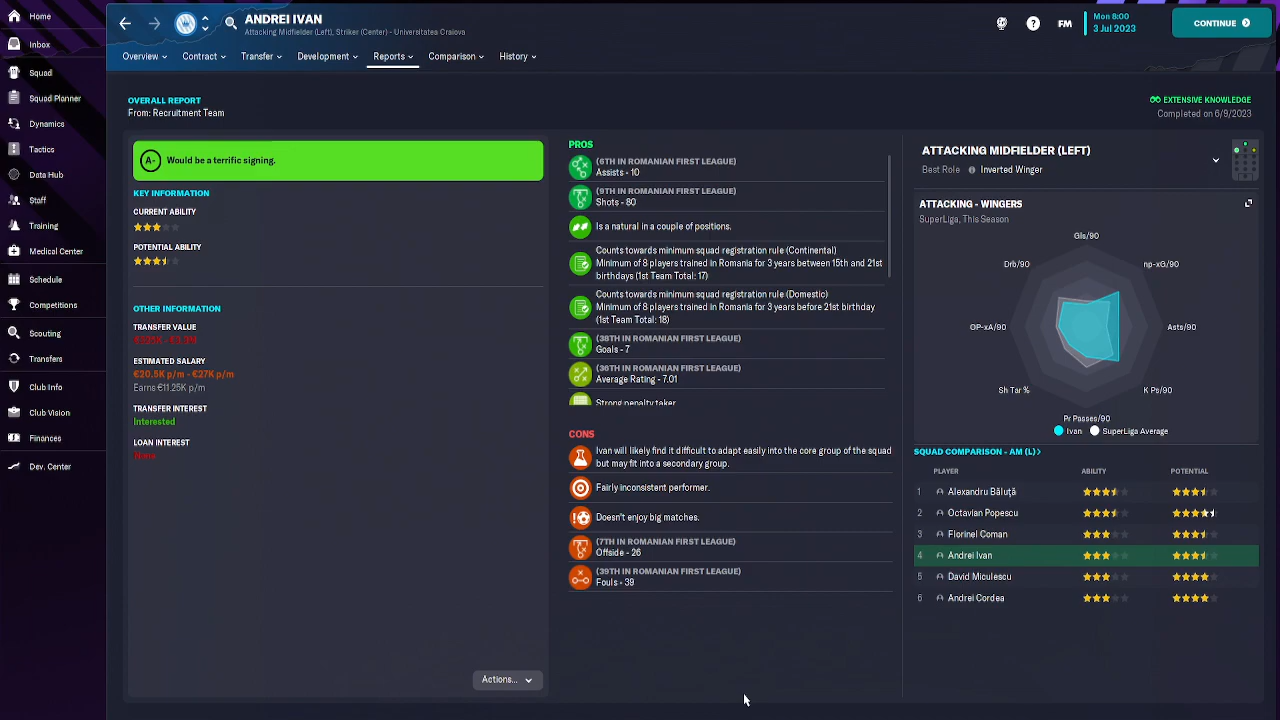 ANDREI IVAN
Attacking Midfielder (Left), Striker (Center) - Universitatea Craiova
FM
Mon 8:00
3 Jul 2023
CONTINUE
Home
Inbox
Squad
Squad Planner
Dynamics
Tactics
Data Hub
Staff
Training
Medical Center
Schedule
Competitions
Scouting
Transfers
Club Info
Club Vision
Finances
Dev. Center
Overview
Contract
Transfer
Development
Reports
Comparison
History
OVERALL REPORT
From: Recruitment Team
EXTENSIVE KNOWLEDGE
Completed on 6/9/2023
A-
Would be a terrific signing.
KEY INFORMATION
CURRENT ABILITY
POTENTIAL ABILITY
OTHER INFORMATION
TRANSFER VALUE
ESTIMATED SALARY
€20.5K p/m - €27K p/m
Earns €11.25K p/m
TRANSFER INTEREST
Interested
LOAN INTEREST
None
PROS
(6TH IN ROMANIAN FIRST LEAGUE)
Assists - 10
(9TH IN ROMANIAN FIRST LEAGUE)
Shots - 80
Is a natural in a couple of positions.
Counts towards minimum squad registration rule (Continental)
Minimum of 8 players trained in Romania for 3 years between 15th and 21st
birthdays (1st Team Total: 17)
Counts towards minimum squad registration rule (Domestic)
Minimum of 8 players trained in Romania for 3 years before 21st birthday
(1st Team Total: 18)
(38TH IN ROMANIAN FIRST LEAGUE)
Goals - 7
(36TH IN ROMANIAN FIRST LEAGUE)
Average Rating - 7.01
Strong penalty taker
CONS
Ivan will likely find it difficult to adapt easily into the core group of the squad
but may fit into a secondary group.
Fairly inconsistent performer.
Doesn't enjoy big matches.
(7TH IN ROMANIAN FIRST LEAGUE)
Offside - 26
(39TH IN ROMANIAN FIRST LEAGUE)
Fouls - 39
Actions...
ATTACKING MIDFIELDER (LEFT)
Best Role Inverted Winger
ATTACKING - WINGERS
SuperLiga, This Season
Gls/90
Drb/90
np-xG/90
OP-xA/90
Asts/90
Sh Tar %
K Ps/90
Pr Passes/90
Ivan
SuperLiga Average
SQUAD COMPARISON - AM (L) >
PLAYER ABILITY POTENTIAL
1 Alexandru Băluţă
2 Octavian Popescu
3 Florinel Coman
4 Andrei Ivan
5 David Miculescu
6 Andrei Cordea